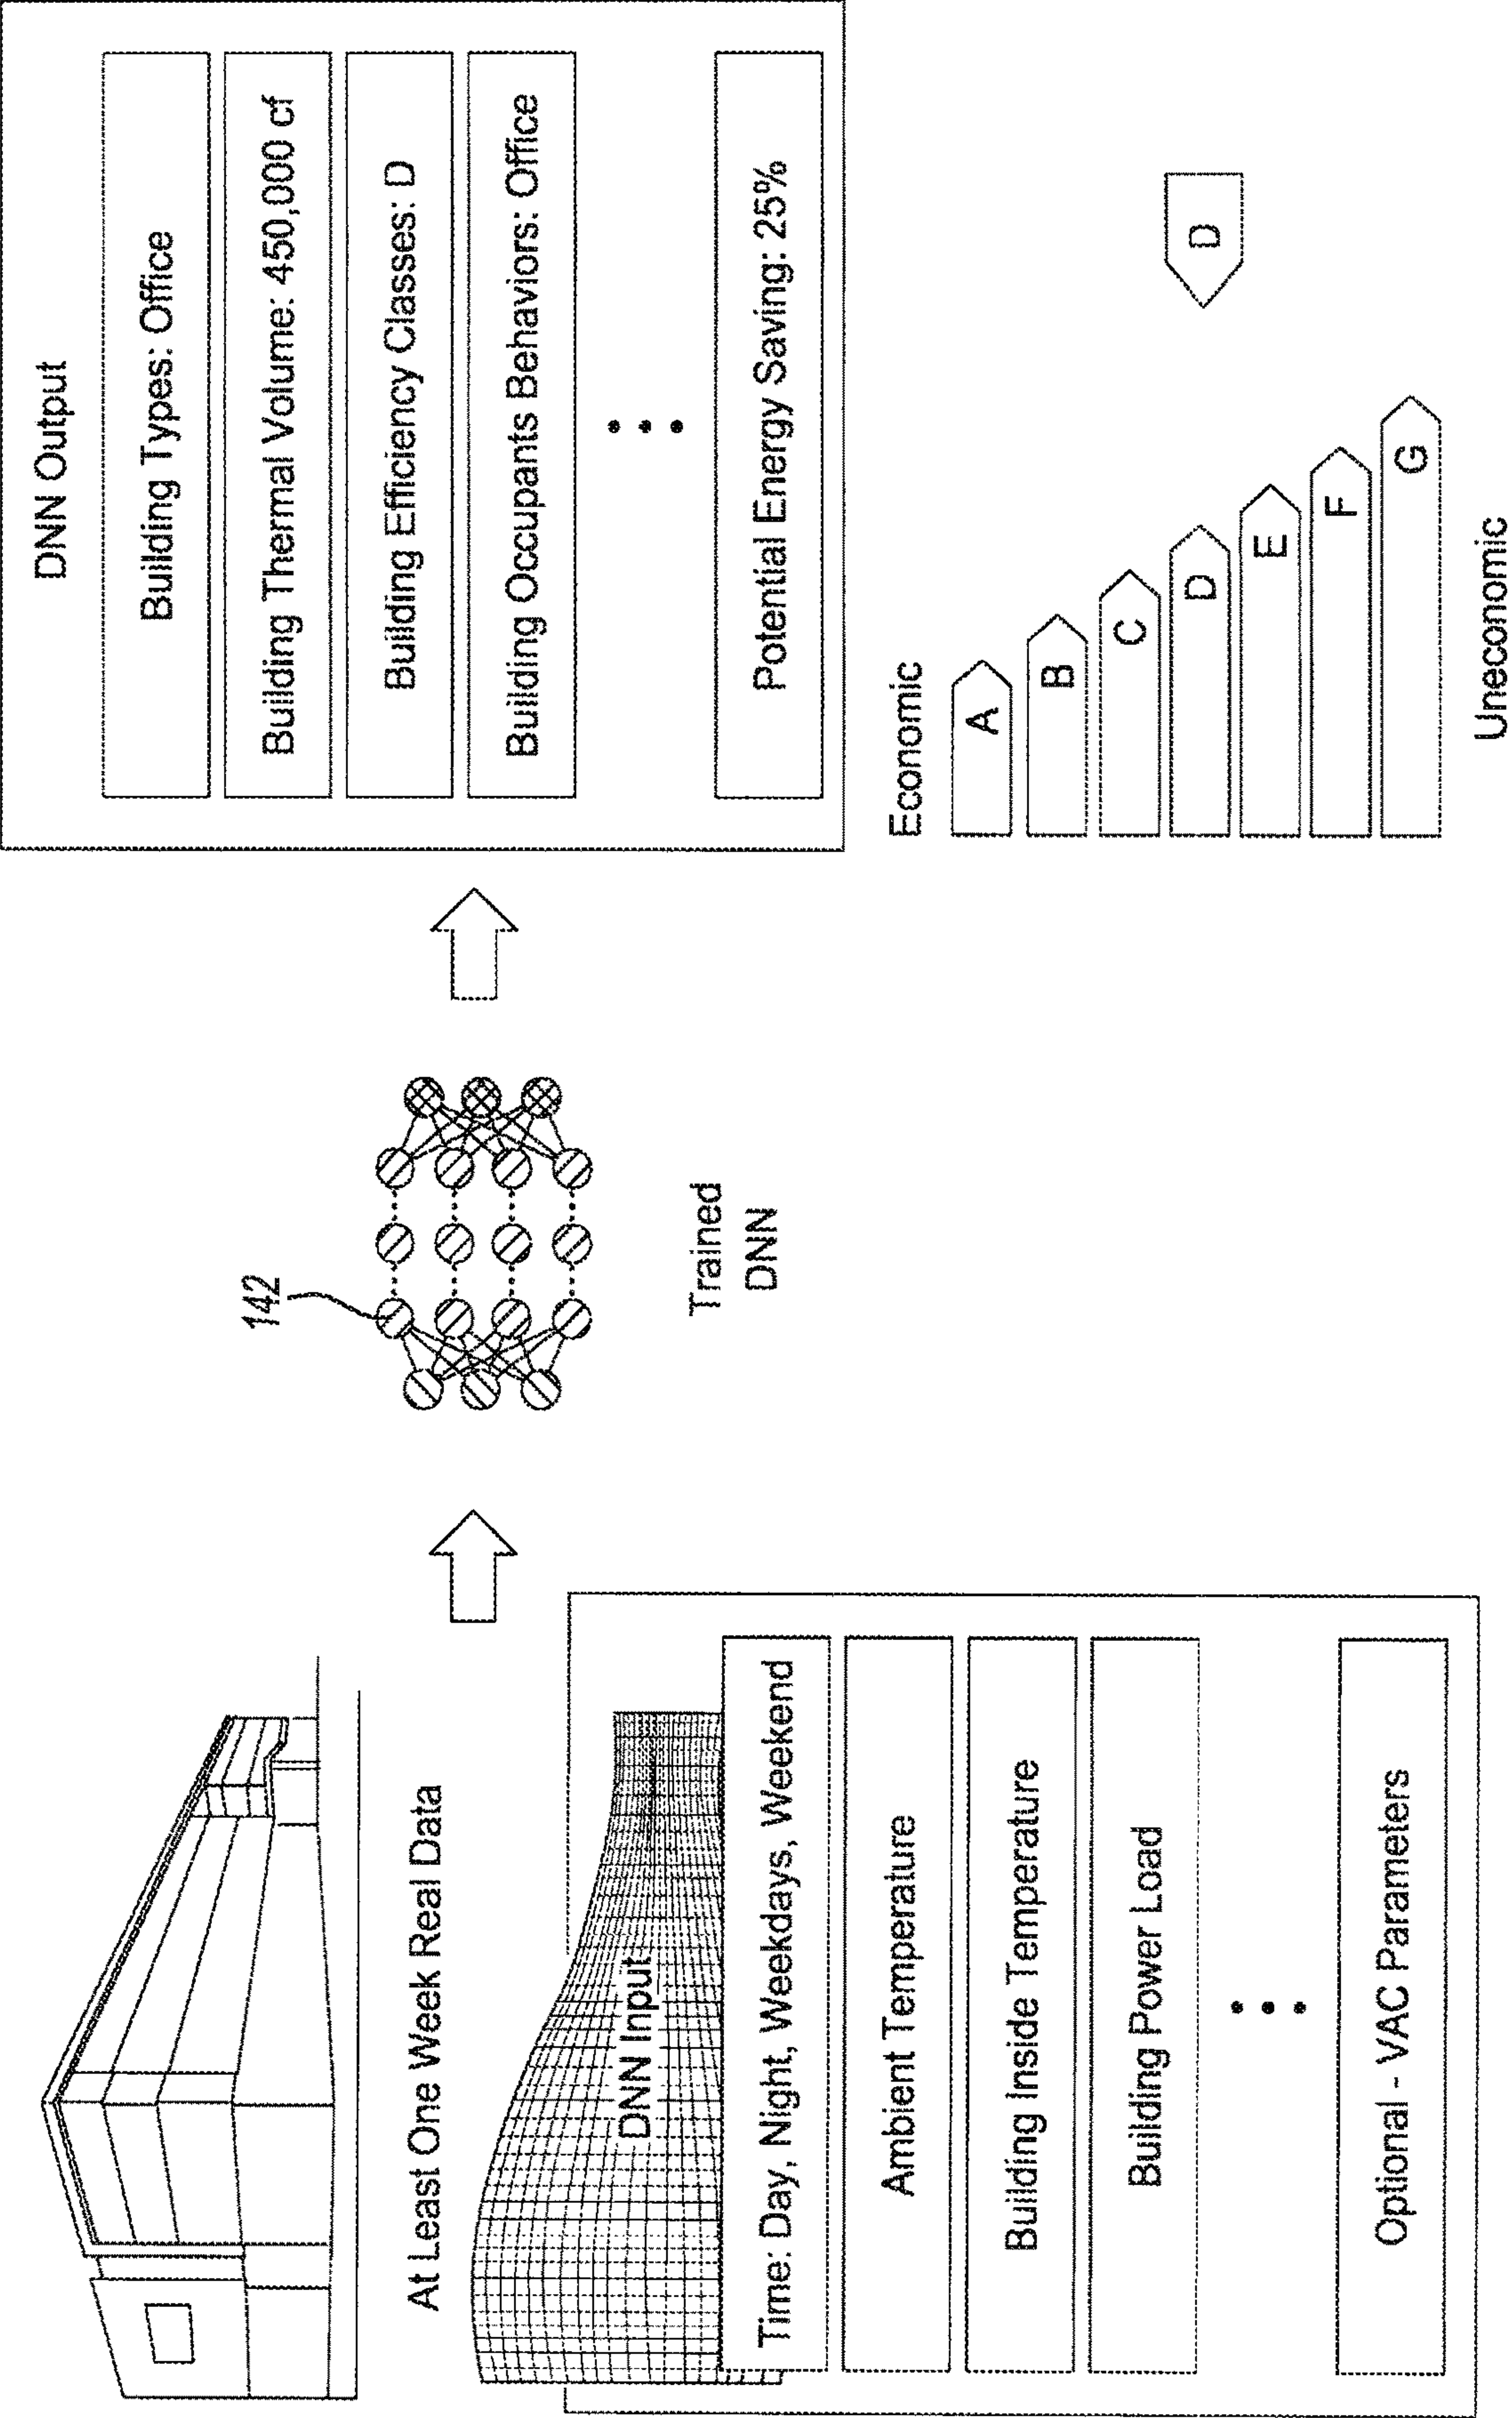 At Least One Week Real Data
DNN Input
Time: Day, Night, Weekdays, Weekend
Ambient Temperature
Building Inside Temperature
Building Power Load
Optional - VAC Parameters
142
Trained
DNN
DNN Output
Building Types: Office
Building Thermal Volume: 450,000 cf
Building Efficiency Classes: D
Building Occupants Behaviors: Office
Potential Energy Saving: 25%
Economic
A
B
C
D
D
E
F
G
Uneconomic